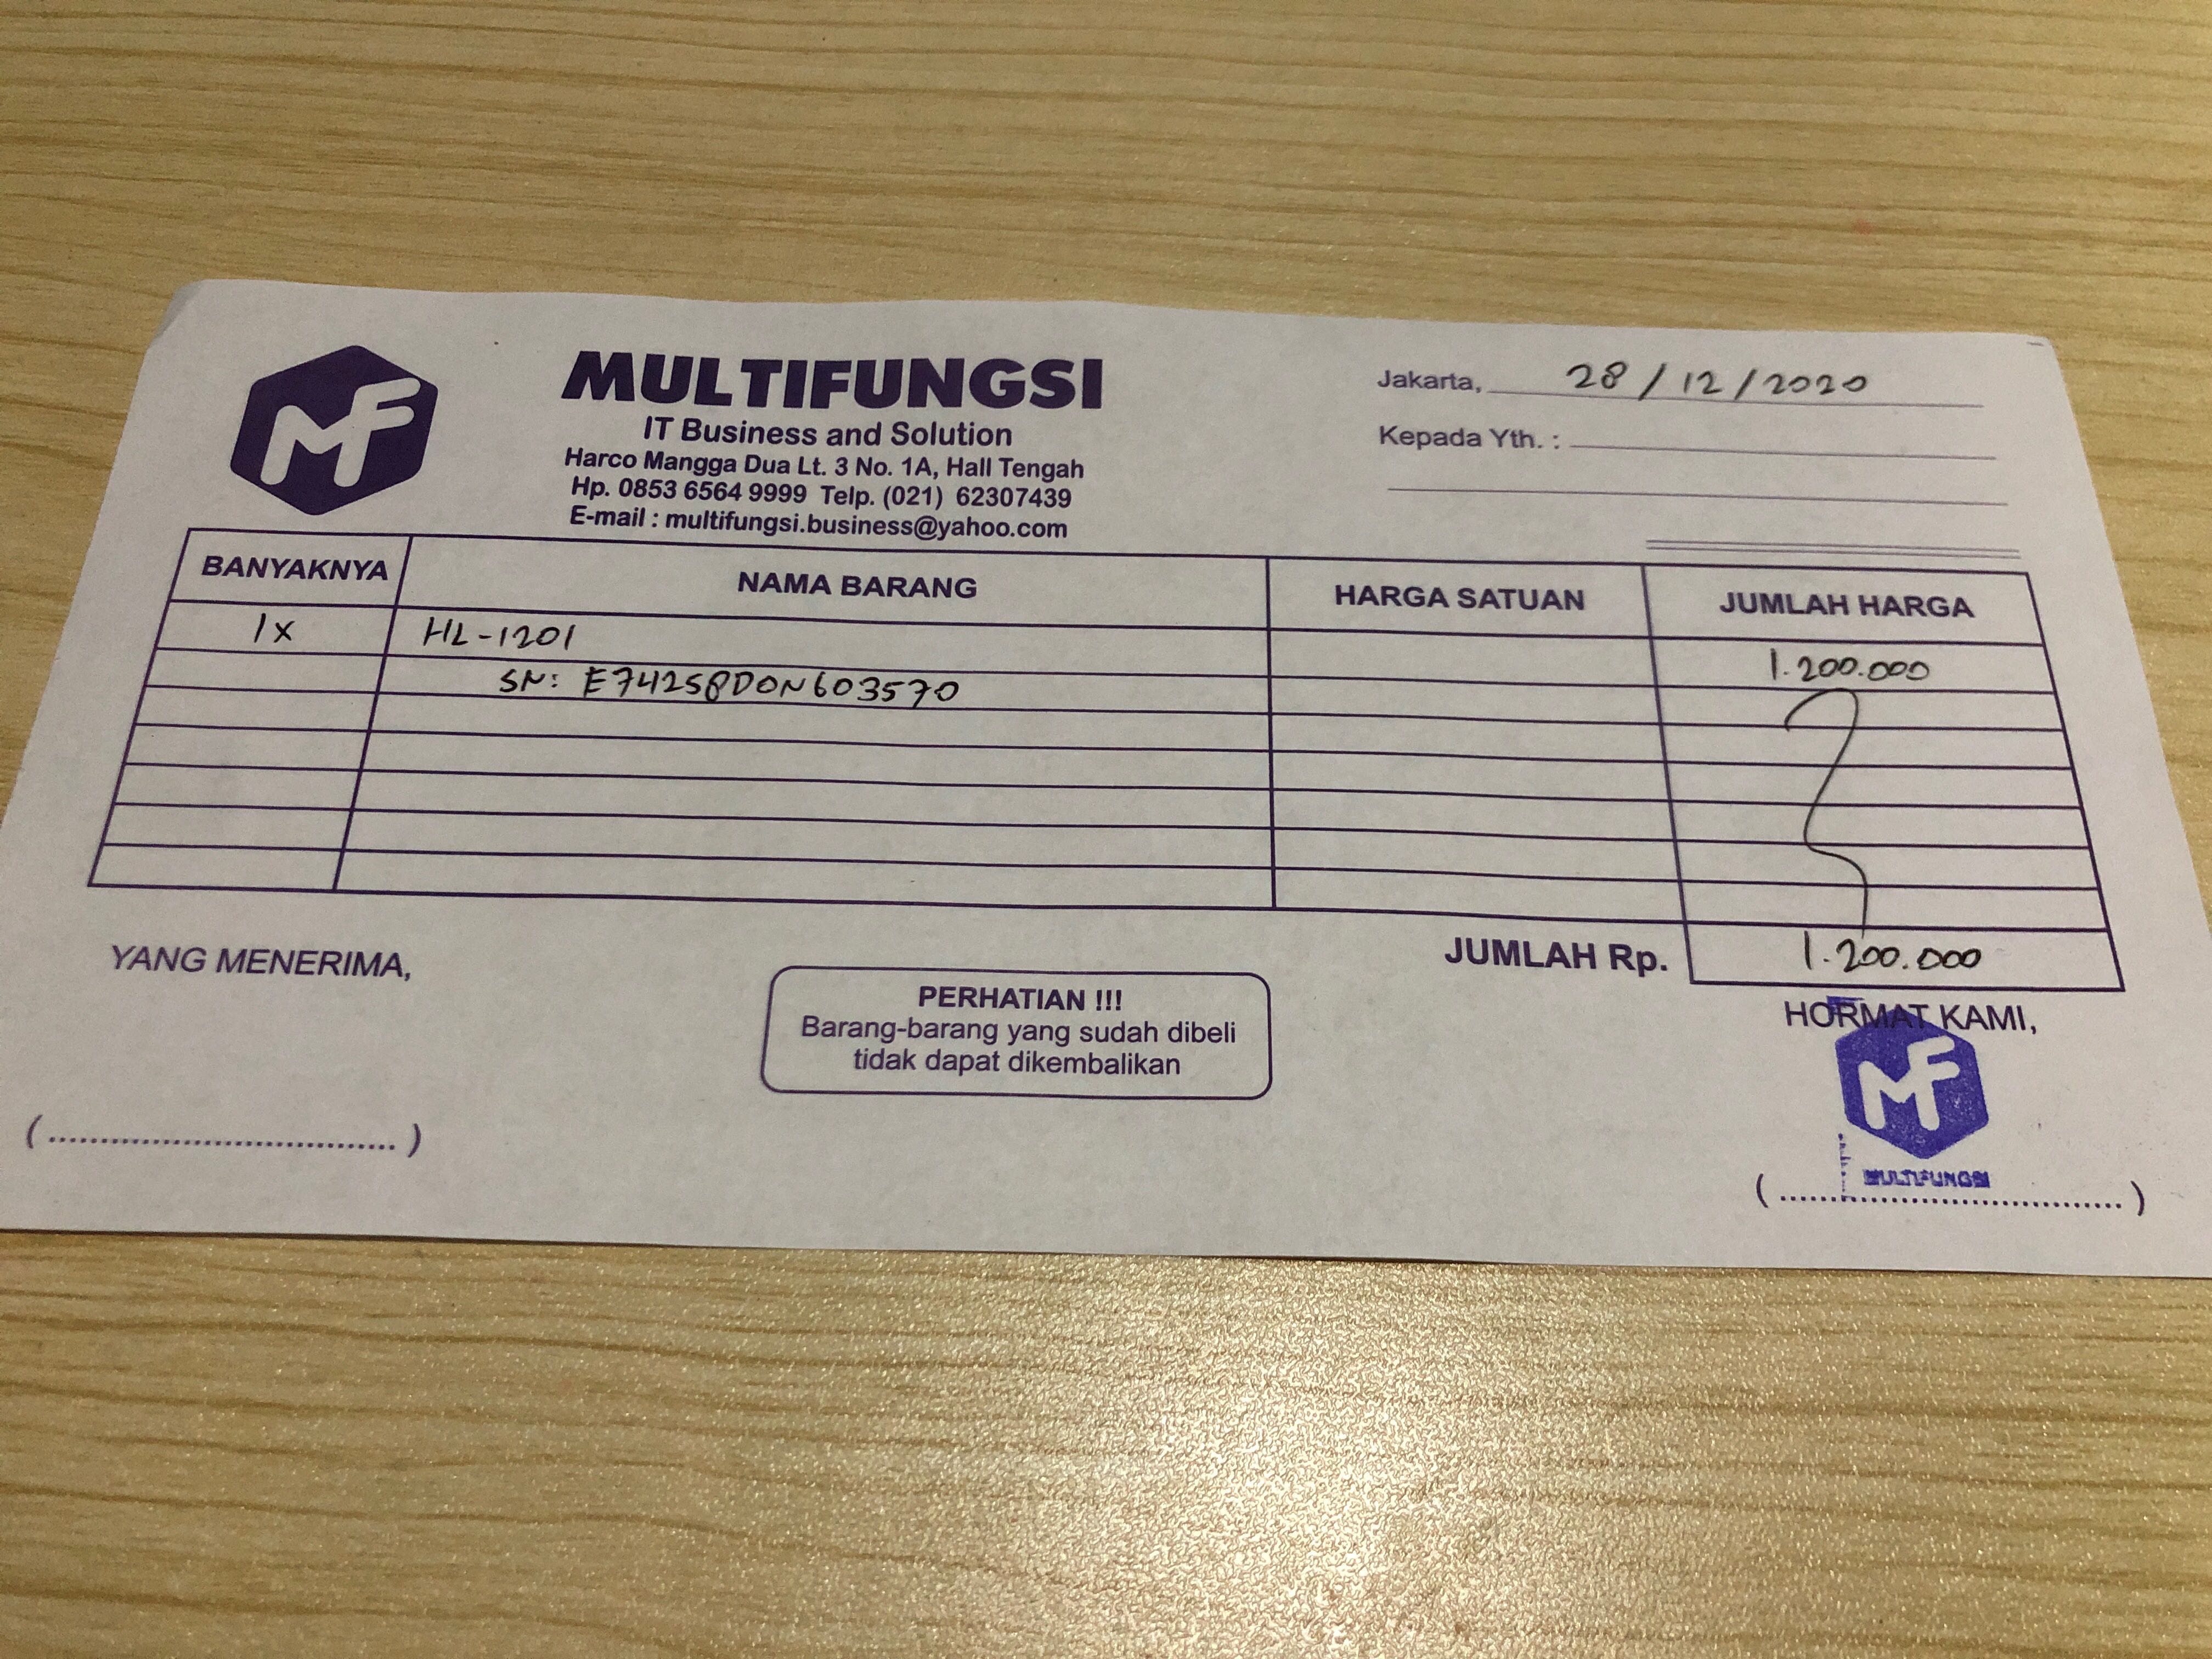 MF
MULTIFUNGSI
IT Business and Solution
Harco Mangga Dua Lt. 3 No. 1A, Hall Tengah
Hp. 0853 6564 9999 Telp. (021) 62307439
E-mail : multifungsi.business@yahoo.com
Jakarta, 28/12/2020
Kepada Yth. :
BANYAKNYA NAMA BARANG HARGA SATUAN JUMLAH HARGA
1x HL-1201 1.200.000
SN: E74258D0N603570
JUMLAH Rp. 1.200.000
YANG MENERIMA,
PERHATIAN !!!
Barang-barang yang sudah dibeli
tidak dapat dikembalikan
HORMAT KAMI,
MF
MULTIFUNGSI
(..................................)
(..................................)